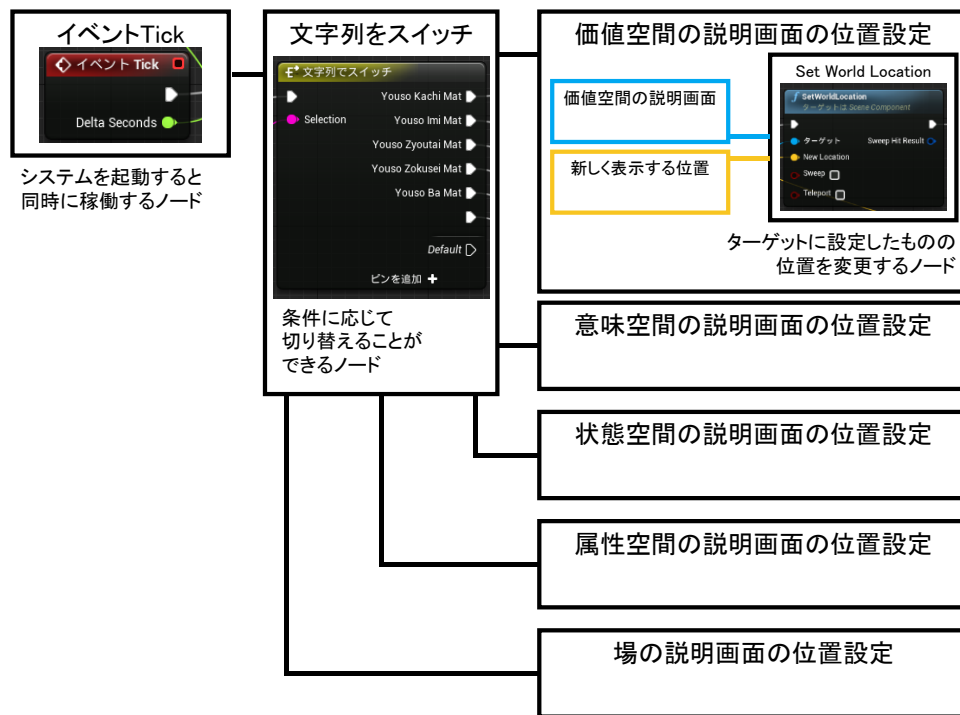 イベントTick
イベント Tick
Delta Seconds
システムを起動すると
同時に稼働するノード
文字列をスイッチ
文字列でスイッチ
Youso Kachi Mat
Selection
Youso Imi Mat
Youso Zyoutai Mat
Youso Zokusei Mat
Youso Ba Mat
Default
ピンを追加 +
条件に応じて
切り替えることが
できるノード
価値空間の説明画面の位置設定
価値空間の説明画面
新しく表示する位置
Set World Location
SetWorldLocation
ターゲットは Scene Component
ターゲット
Sweep Hit Result
New Location
Sweep
Teleport
ターゲットに設定したものの
位置を変更するノード
意味空間の説明画面の位置設定
状態空間の説明画面の位置設定
属性空間の説明画面の位置設定
場の説明画面の位置設定